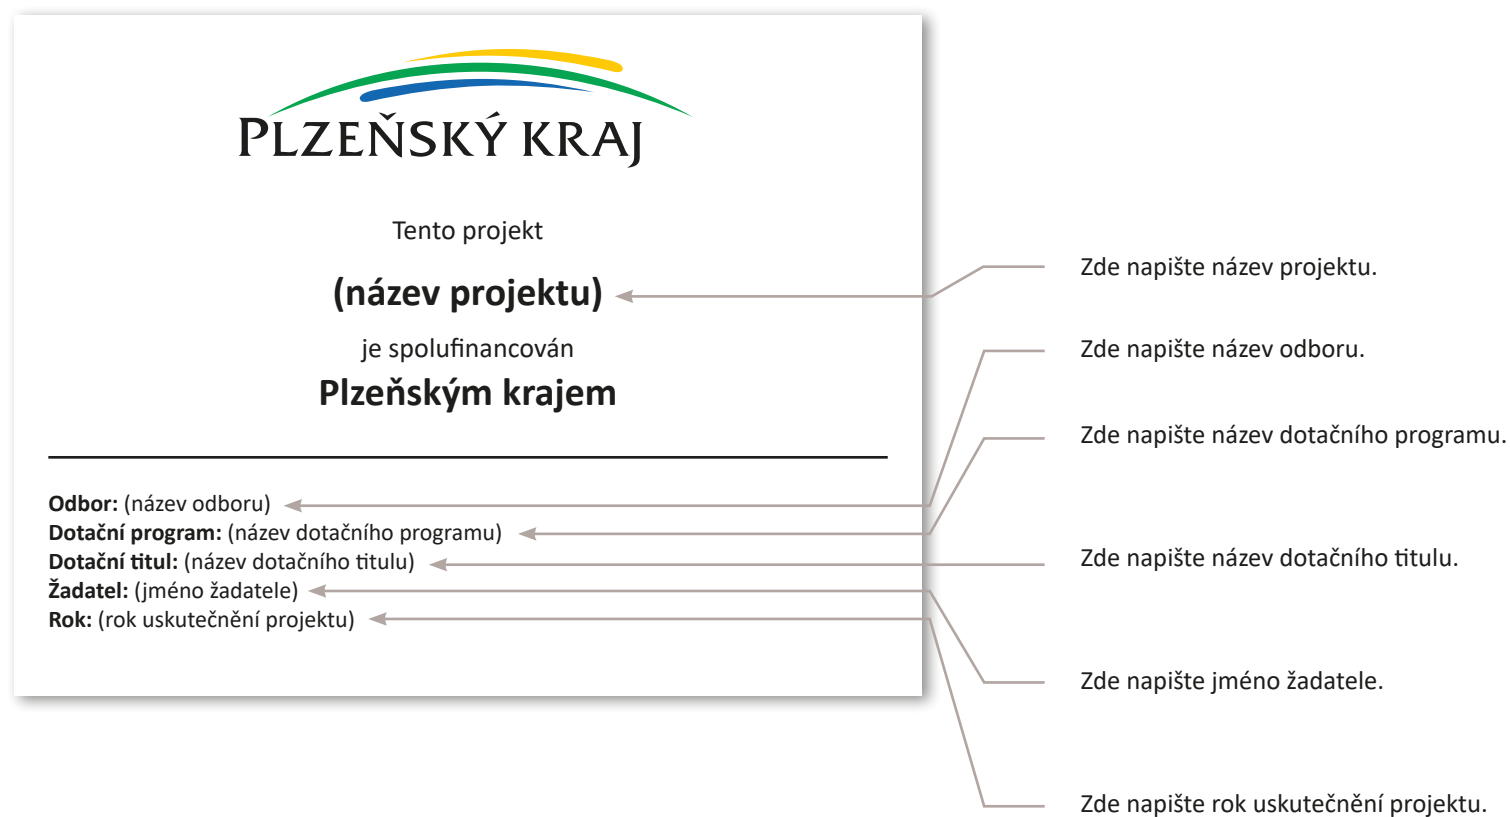 PLZEŇSKÝ KRAJ
Tento projekt
(název projektu)
je spolufinancován
Plzeňským krajem
Odbor: (název odboru)
Dotační program: (název dotačního programu)
Dotační titul: (název dotačního titulu)
Žadatel: (jméno žadatele)
Rok: (rok uskutečnění projektu)
Zde napište název projektu.
Zde napište název odboru.
Zde napište název dotačního programu.
Zde napište název dotačního titulu.
Zde napište jméno žadatele.
Zde napište rok uskutečnění projektu.